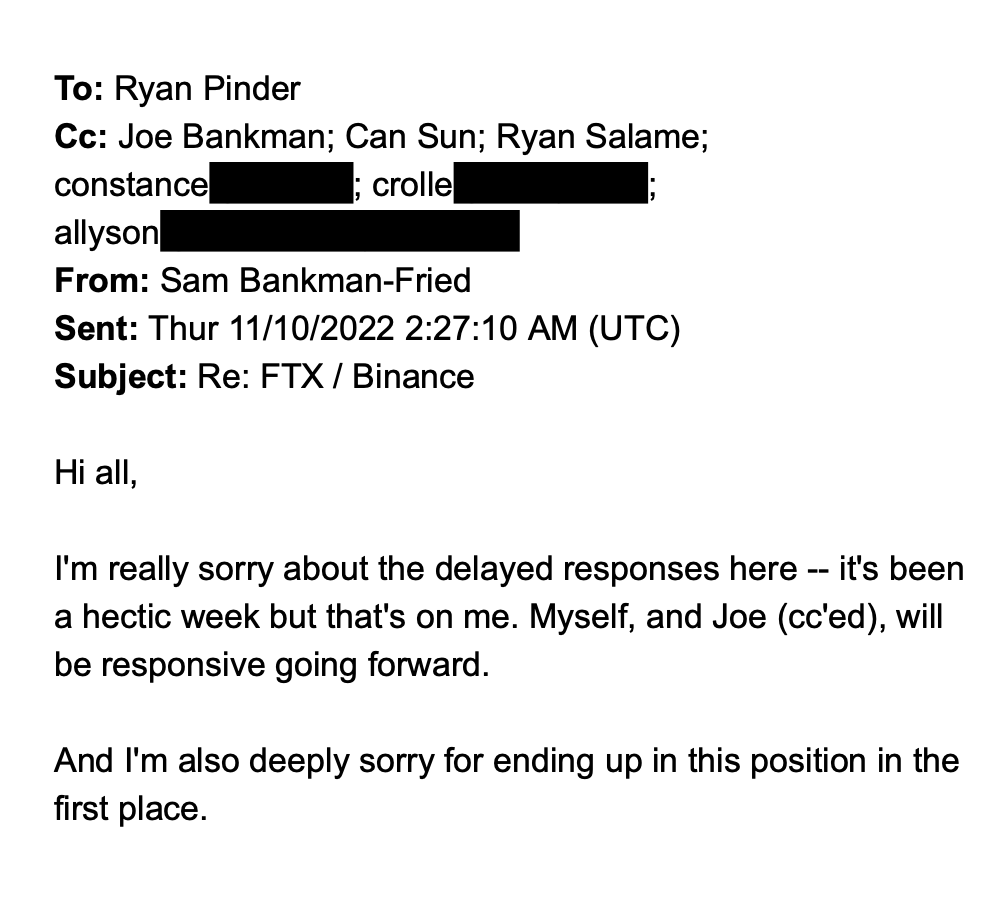 To: Ryan Pinder
Cc: Joe Bankman; Can Sun; Ryan Salame;
constance; crolle;
allyson
From: Sam Bankman-Fried
Sent: Thur 11/10/2022 2:27:10 AM (UTC)
Subject: Re: FTX / Binance
Hi all,
I'm really sorry about the delayed responses here -- it's been
a hectic week but that's on me. Myself, and Joe (cc'ed), will
be responsive going forward.
And I'm also deeply sorry for ending up in this position in the
first place.